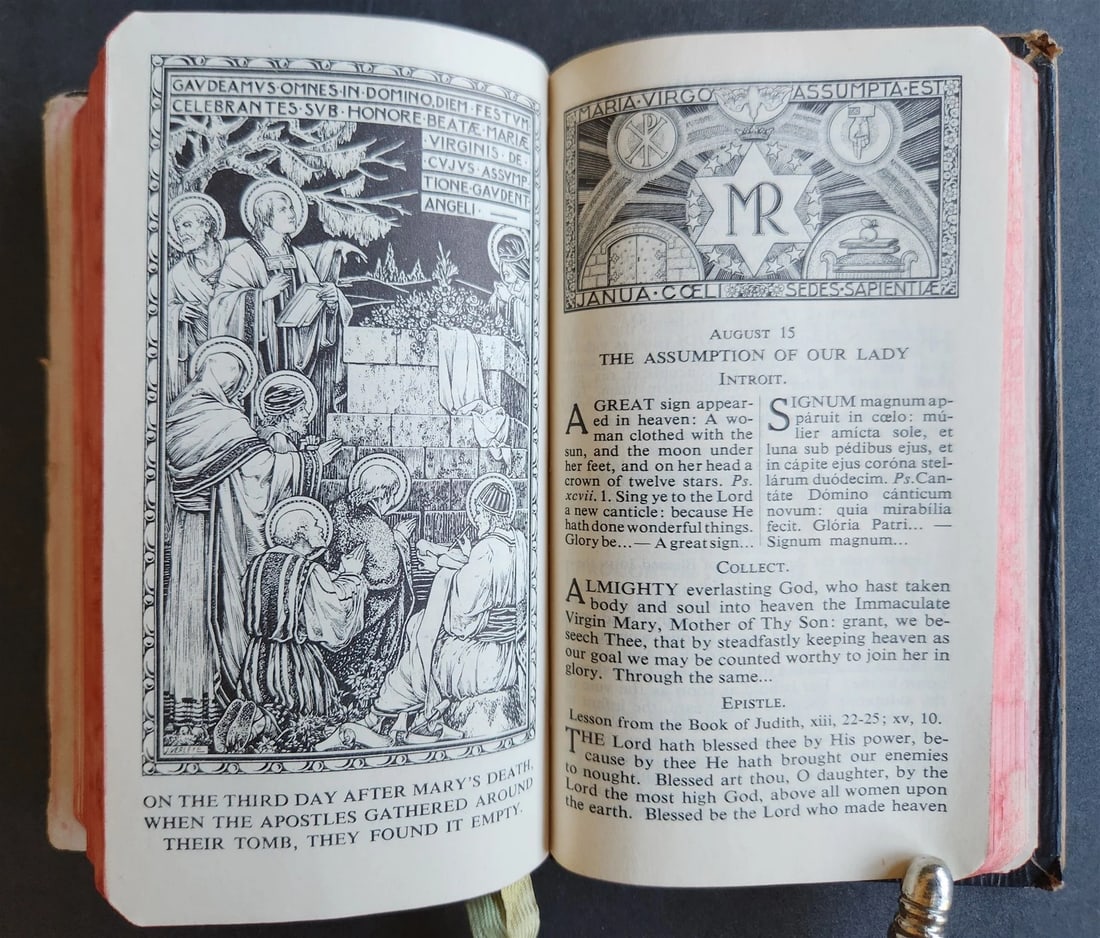 GAVDEAMVS·OMNES·IN·DOMINO,DIEM·FESTVM
CELEBRANTES·SVB·HONORE·BEATÆ·MARIÆ
VIRGINIS·DE·
CVJVS·ASSVMP
TIONE·GAVDENT
ANGELI·
ON THE THIRD DAY AFTER MARY'S DEATH,
WHEN THE APOSTLES GATHERED AROUND
THEIR TOMB, THEY FOUND IT EMPTY.
MARIA·VIRGO ASSUMPTA·EST
MR
JANUA·CŒLI SEDES·SAPIENTIÆ
AUGUST 15
THE ASSUMPTION OF OUR LADY
INTROIT.
A GREAT sign appear-
ed in heaven: A wo-
man clothed with the
sun, and the moon under
her feet, and on her head a
crown of twelve stars. Ps.
xcvii. 1. Sing ye to the Lord
a new canticle: because He
hath done wonderful things.
Glory be... — A great sign...
SIGNUM magnum ap-
páruit in cœlo: mú-
lier amicta sole, et
luna sub pédibus ejus, et
in cápite ejus coróna stel-
lárum duódecim. Ps. Can-
táte Dómino cánticum
novum: quia mirabília
fecit. Glória Patri... —
Signum magnum...
COLLECT.
ALMIGHTY everlasting God, who hast taken
body and soul into heaven the Immaculate
Virgin Mary, Mother of Thy Son: grant, we be-
seech Thee, that by steadfastly keeping heaven as
our goal we may be counted worthy to join her in
glory. Through the same...
EPISTLE.
Lesson from the Book of Judith, xiii, 22-25; xv, 10.
THE Lord hath blessed thee by His power, be-
cause by thee He hath brought our enemies
to nought. Blessed art thou, O daughter, by the
Lord the most high God, above all women upon
the earth. Blessed be the Lord who made heaven